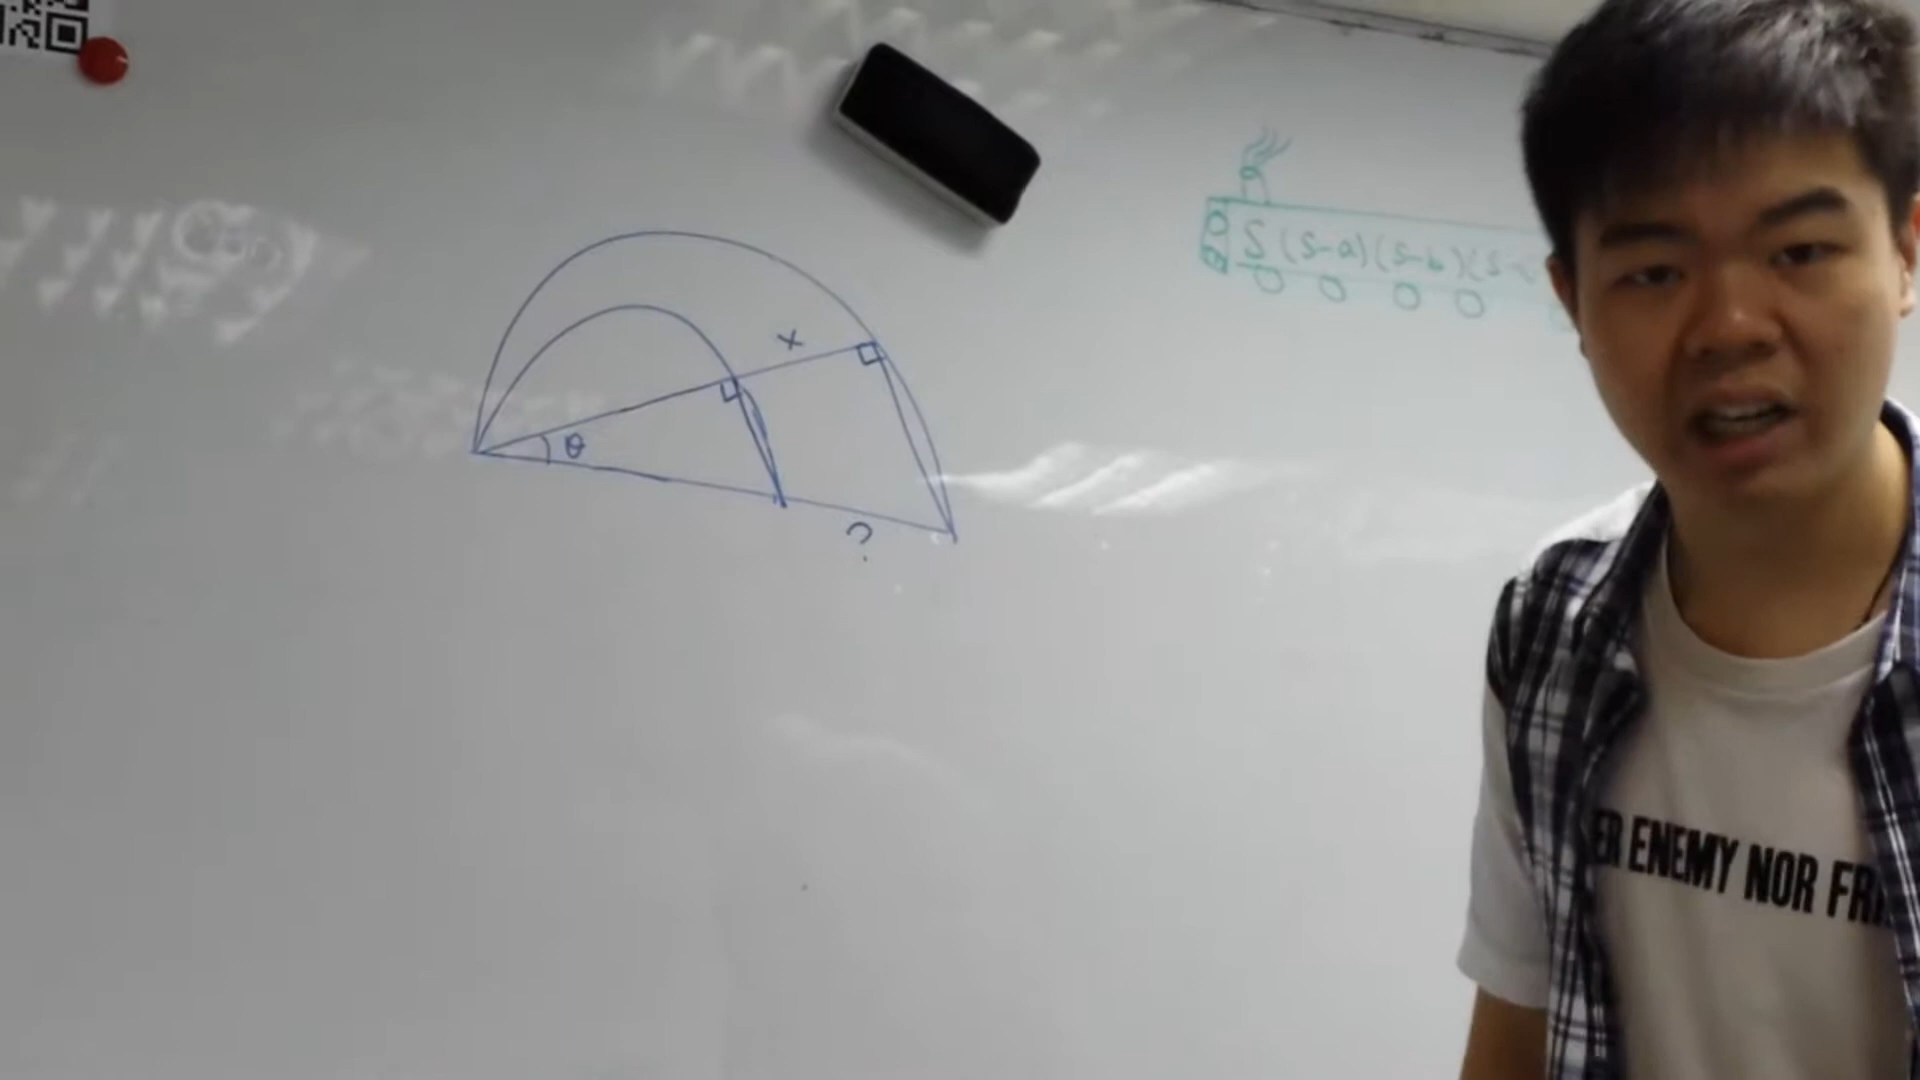 S(S-a)(S-b)(S-
x
θ
?
ER ENEMY NOR FR